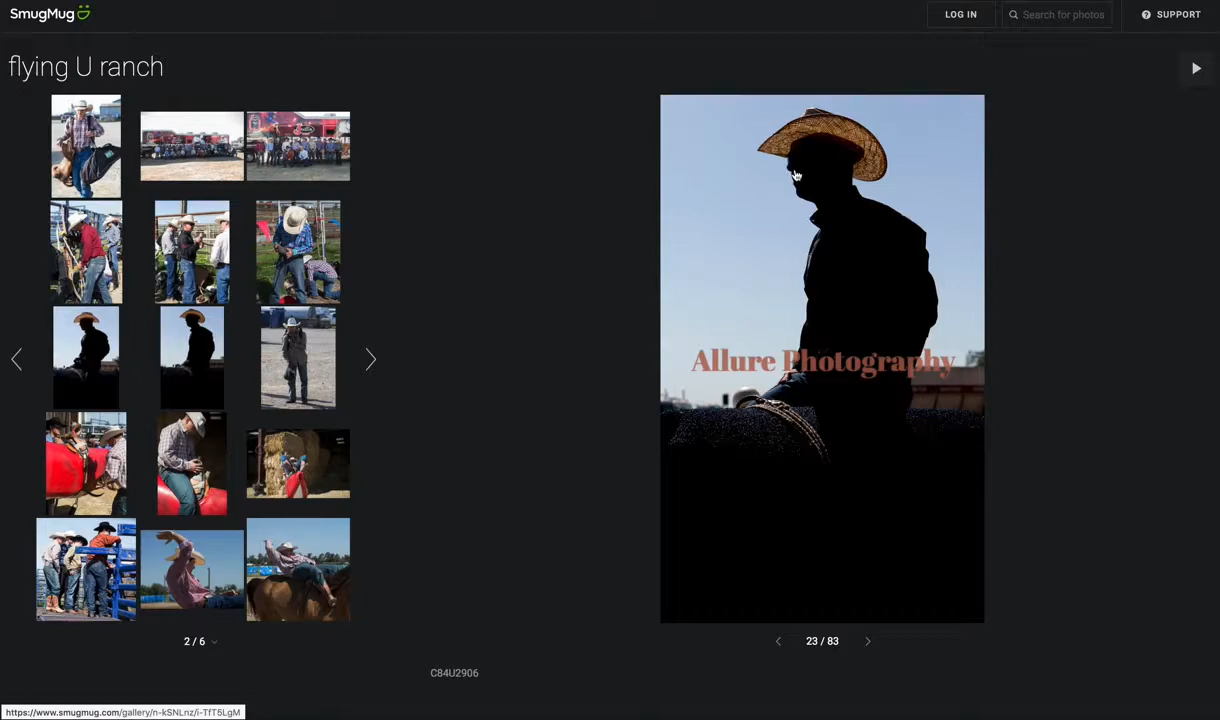 SmugMug
LOG IN
Search for photos
SUPPORT
flying U ranch
Allure Photography
2 / 6
23 / 83
C84U2906
https://www.smugmug.com/gallery/n-kSNLnz/i-TfT5LgM